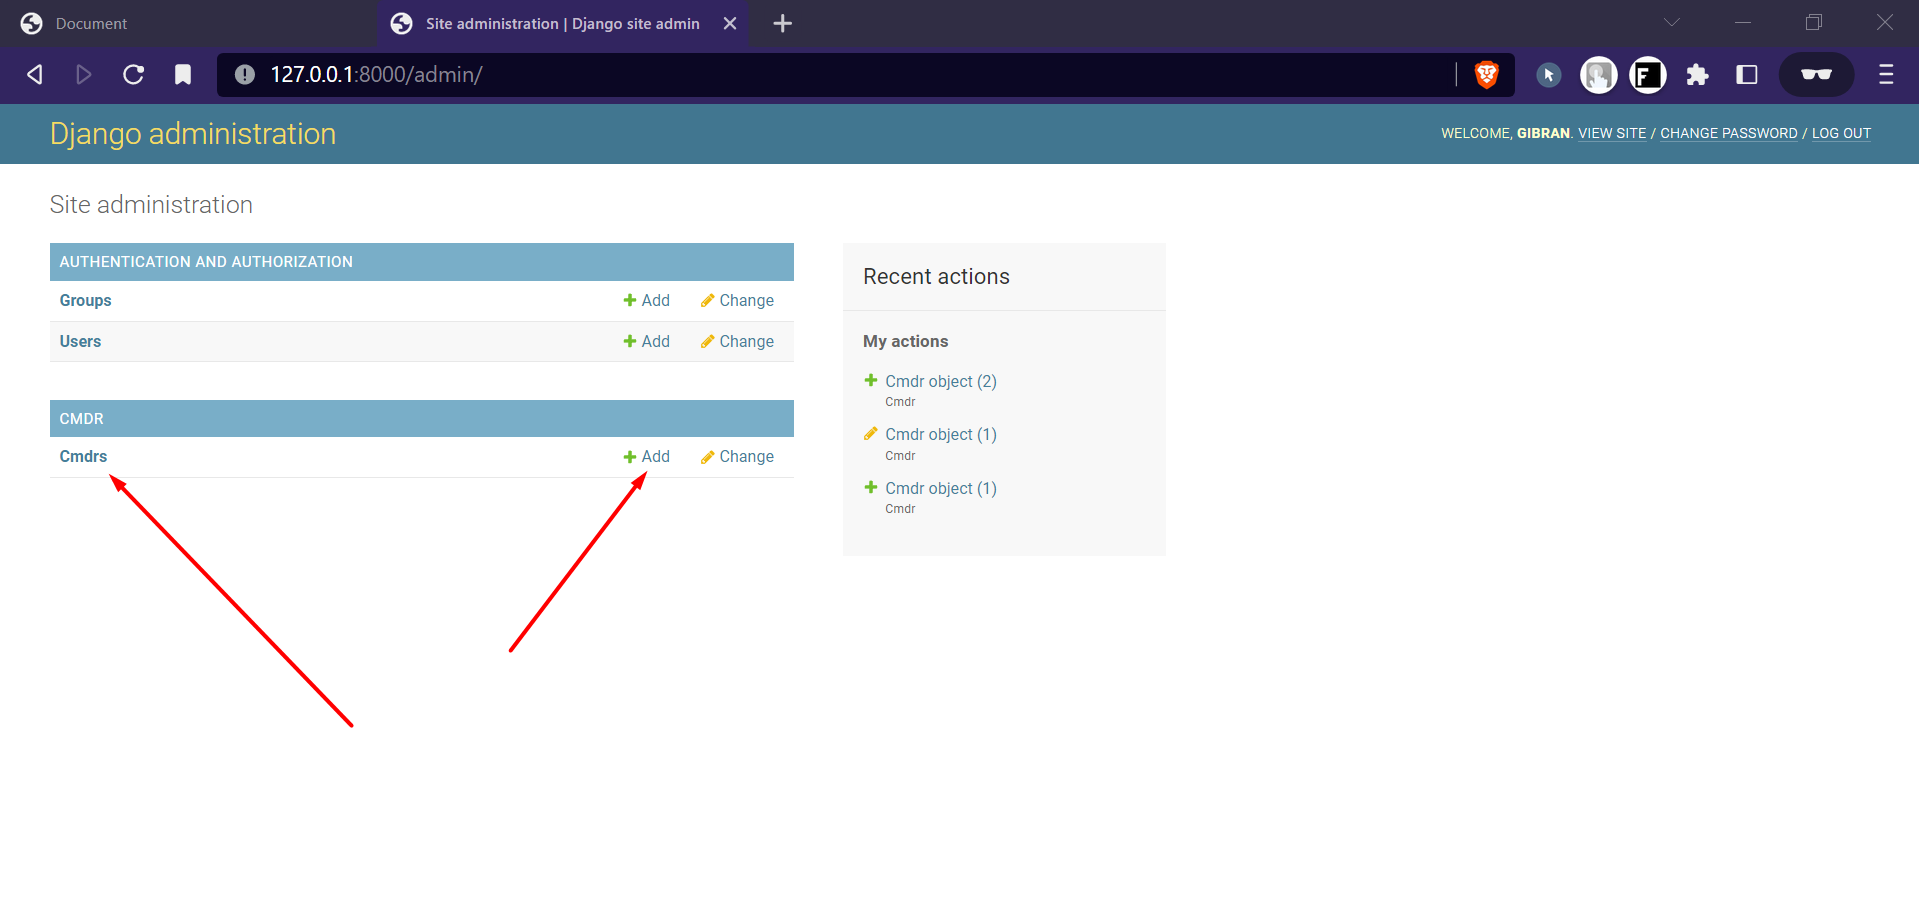 Document
Site administration | Django site admin
127.0.0.1:8000/admin/
Django administration
WELCOME, GIBRAN. VIEW SITE / CHANGE PASSWORD / LOG OUT
Site administration
AUTHENTICATION AND AUTHORIZATION
Groups Add Change
Users Add Change
CMDR
Cmdrs Add Change
Recent actions
My actions
Cmdr object (2)
Cmdr
Cmdr object (1)
Cmdr
Cmdr object (1)
Cmdr